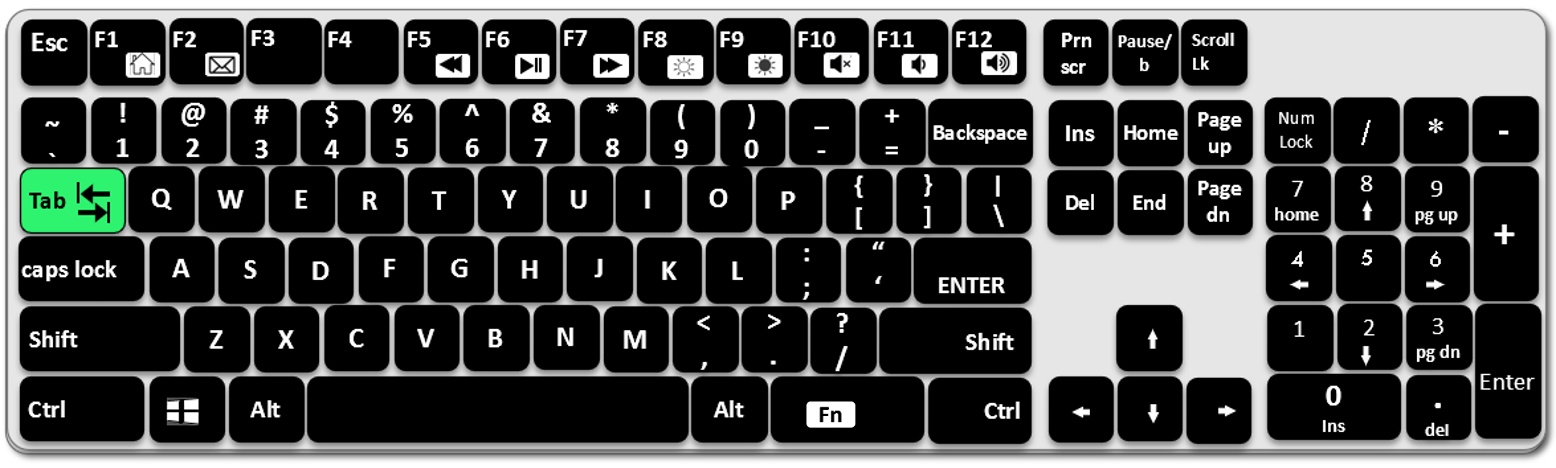 Esc F1 F2 F3 F4 F5 F6 F7 F8 F9 F10 F11 F12 Prn scr Pause/ b Scroll Lk
~ ! @ # $ % ^ & * ( ) _ +
` 1 2 3 4 5 6 7 8 9 0 - = Backspace Ins Home Page up Num Lock / * -
Tab Q W E R T Y U I O P { [ } ] | \ Del End Page dn 7 home 8 9 pg up +
caps lock A S D F G H J K L : ; “ ‘ ENTER 4 5 6
Shift Z X C V B N M < , > . ? / Shift 1 2 3 pg dn Enter
Ctrl Alt Alt Fn Ctrl 0 Ins . del